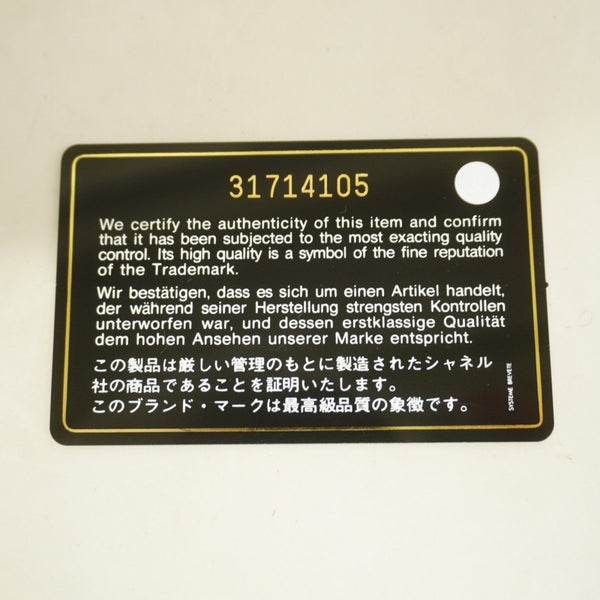 31714105
We certify the authenticity of this item and confirm
that it has been subjected to the most exacting quality
control. Its high quality is a symbol of the fine reputation
of the Trademark.
Wir bestätigen, dass es sich um einen Artikel handelt,
der während seiner Herstellung strengsten Kontrollen
unterworfen war, und dessen erstklassige Qualität
dem hohen Ansehen unserer Marke entspricht.
この製品は厳しい管理のもとに製造されたシャネル
社の商品であることを証明いたします。
このブランド・マークは最高級品質の象徴です。
SYSTEME BREVETE